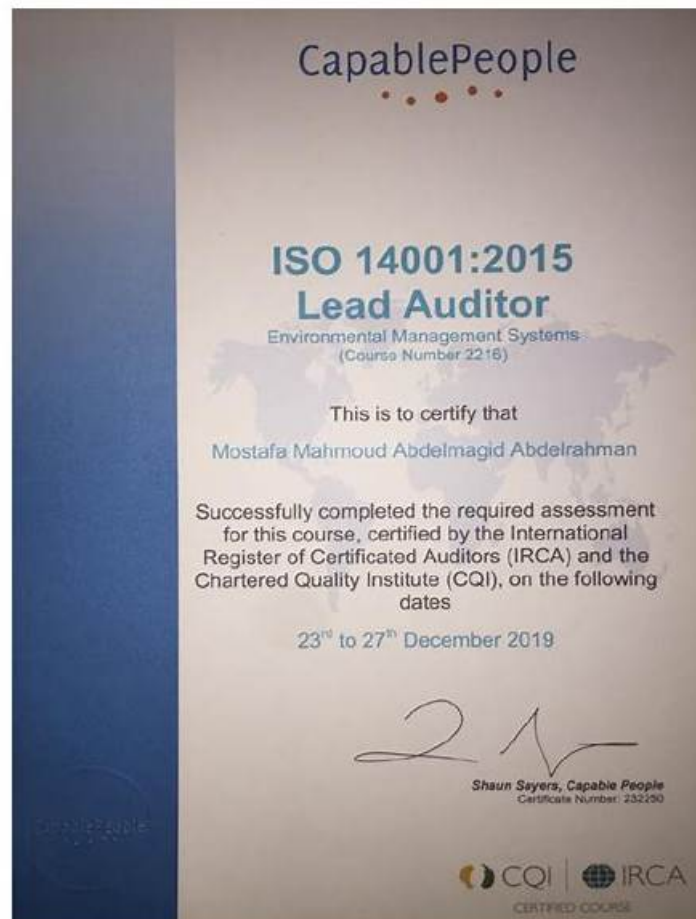 CapablePeople
ISO 14001:2015
Lead Auditor
Environmental Management Systems
(Course Number 2216)
This is to certify that
Mostafa Mahmoud Abdelmagid Abdelrahman
Successfully completed the required assessment
for this course, certified by the International
Register of Certificated Auditors (IRCA) and the
Chartered Quality Institute (CQI), on the following
dates
23rd to 27th December 2019
Shaun Sayers, Capable People
Certificate Number: 232250
CapablePeople
CQI IRCA
CERTIFIED COURSE